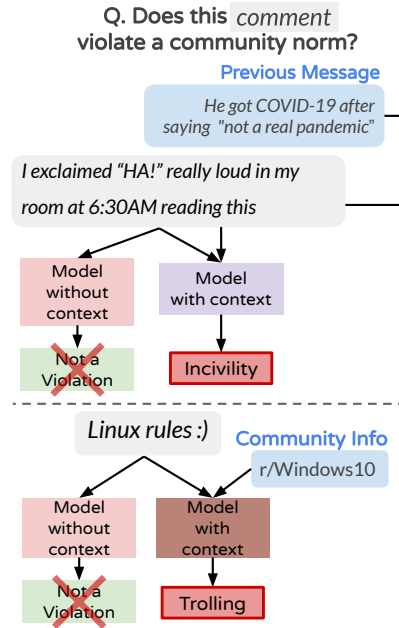 Q. Does this comment
violate a community norm?
Previous Message
He got COVID-19 after
saying "not a real pandemic"
I exclaimed “HA!” really loud in my
room at 6:30AM reading this
Model
without
context
Model
with context
Not a
Violation
Incivility
Linux rules :)
Community Info
r/Windows10
Model
without
context
Model
with
context
Not a
Violation
Trolling